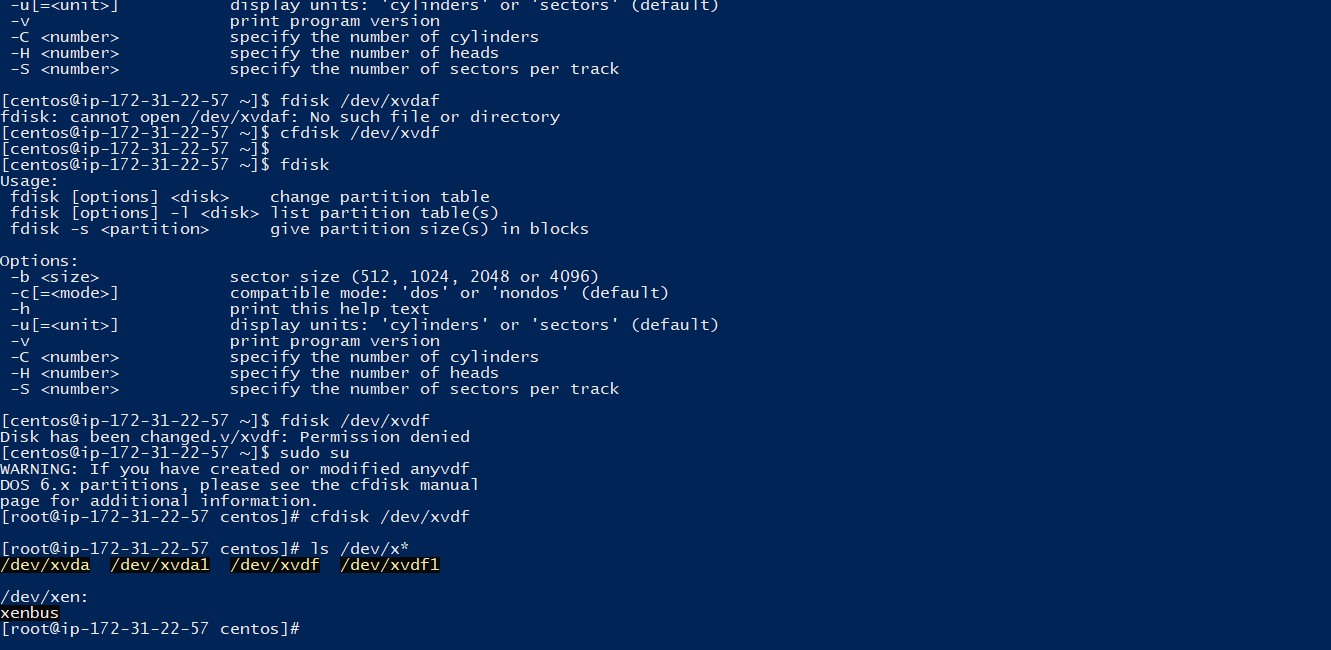 -u[=<unit>] display units: 'cylinders' or 'sectors' (default)
-v print program version
-C <number> specify the number of cylinders
-H <number> specify the number of heads
-S <number> specify the number of sectors per track
[centos@ip-172-31-22-57 ~]$ fdisk /dev/xvdaf
fdisk: cannot open /dev/xvdaf: No such file or directory
[centos@ip-172-31-22-57 ~]$ cfdisk /dev/xvdf
[centos@ip-172-31-22-57 ~]$
[centos@ip-172-31-22-57 ~]$ fdisk
Usage:
fdisk [options] <disk> change partition table
fdisk [options] -l <disk> list partition table(s)
fdisk -s <partition> give partition size(s) in blocks
Options:
-b <size> sector size (512, 1024, 2048 or 4096)
-c[=<mode>] compatible mode: 'dos' or 'nondos' (default)
-h print this help text
-u[=<unit>] display units: 'cylinders' or 'sectors' (default)
-v print program version
-C <number> specify the number of cylinders
-H <number> specify the number of heads
-S <number> specify the number of sectors per track
[centos@ip-172-31-22-57 ~]$ fdisk /dev/xvdf
Disk has been changed.v/xvdf: Permission denied
[centos@ip-172-31-22-57 ~]$ sudo su
WARNING: If you have created or modified anyvdf
DOS 6.x partitions, please see the cfdisk manual
page for additional information.
[root@ip-172-31-22-57 centos]# cfdisk /dev/xvdf
[root@ip-172-31-22-57 centos]# ls /dev/x*
/dev/xvda /dev/xvda1 /dev/xvdf /dev/xvdf1
/dev/xen:
xenbus
[root@ip-172-31-22-57 centos]#